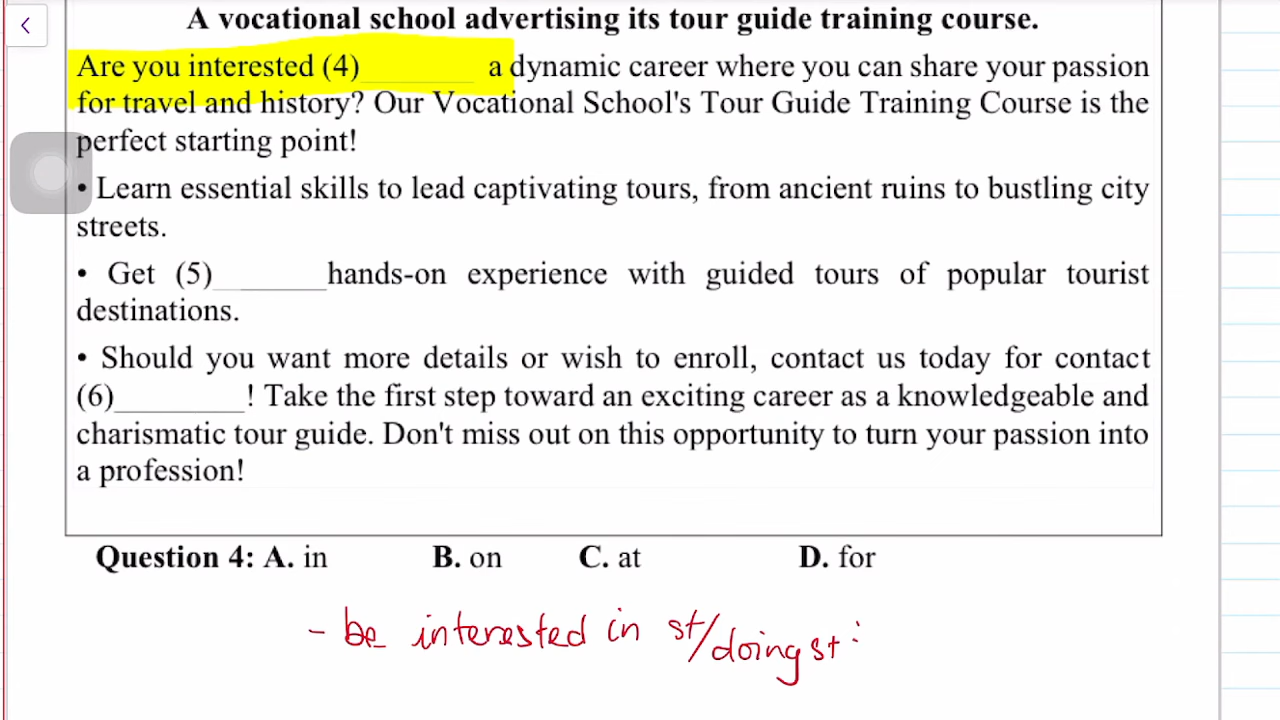 A vocational school advertising its tour guide training course.
Are you interested (4)________ a dynamic career where you can share your passion
for travel and history? Our Vocational School's Tour Guide Training Course is the
perfect starting point!
• Learn essential skills to lead captivating tours, from ancient ruins to bustling city
streets.
• Get (5)_______hands-on experience with guided tours of popular tourist
destinations.
• Should you want more details or wish to enroll, contact us today for contact
(6)________! Take the first step toward an exciting career as a knowledgeable and
charismatic tour guide. Don't miss out on this opportunity to turn your passion into
a profession!
Question 4: A. in B. on C. at D. for
- be interested in st/doing st :